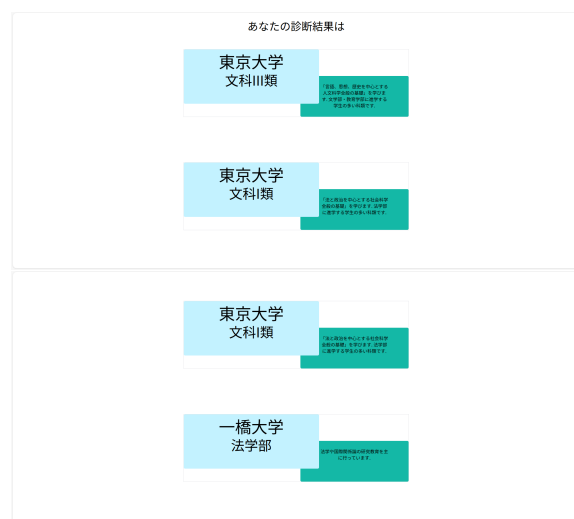 あなたの診断結果は
東京大学
文科III類
「言語、思想、歴史を中心とする
人文科学全般の基礎」を学びま
す. 文学部・教育学部に進学する
学生の多い科類です.
東京大学
文科I類
「法と政治を中心とする社会科学
全般の基礎」を学びます. 法学部
に進学する学生の多い科類です.
東京大学
文科I類
「法と政治を中心とする社会科学
全般の基礎」を学びます. 法学部
に進学する学生の多い科類です.
一橋大学
法学部
法学や国際関係論の研究教育を主
に行っています.